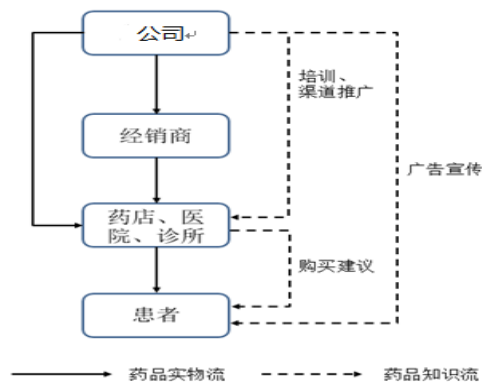 公司↵
培训、
渠道推广
经销商
广告宣传
药店、医
院、诊所
购买建议
患者
药品实物流
药品知识流